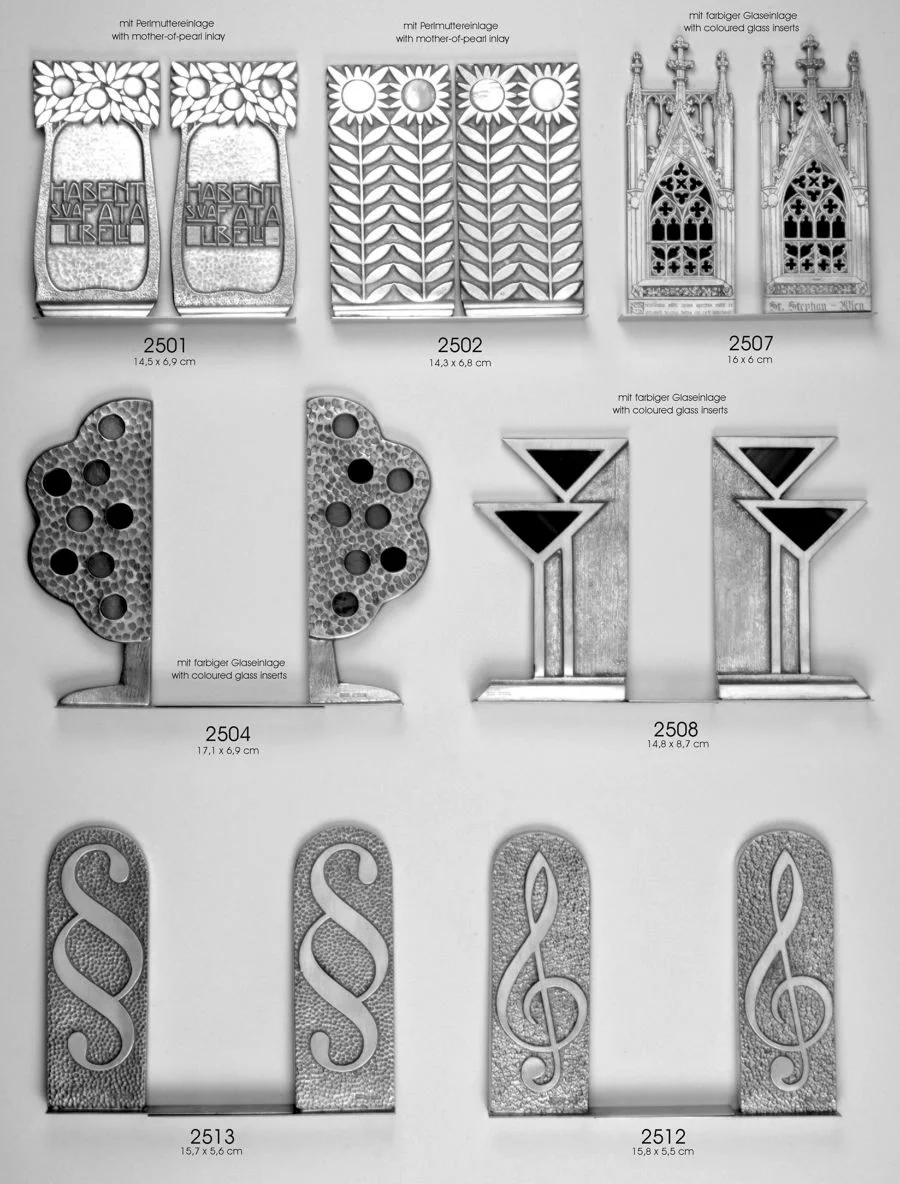 mit Perlmuttereinlage
with mother-of-pearl inlay
mit Perlmuttereinlage
with mother-of-pearl inlay
mit farbiger Glaseinlage
with coloured glass inserts
HABENT
SVA FATA
LIBELLI
HABENT
SVA FATA
LIBELLI
St. Stephan – Wien
2501
14,5 x 6,9 cm
2502
14,3 x 6,8 cm
2507
16 x 6 cm
mit farbiger Glaseinlage
with coloured glass inserts
mit farbiger Glaseinlage
with coloured glass inserts
2504
17,1 x 6,9 cm
2508
14,8 x 8,7 cm
§
§
2513
15,7 x 5,6 cm
2512
15,8 x 5,5 cm